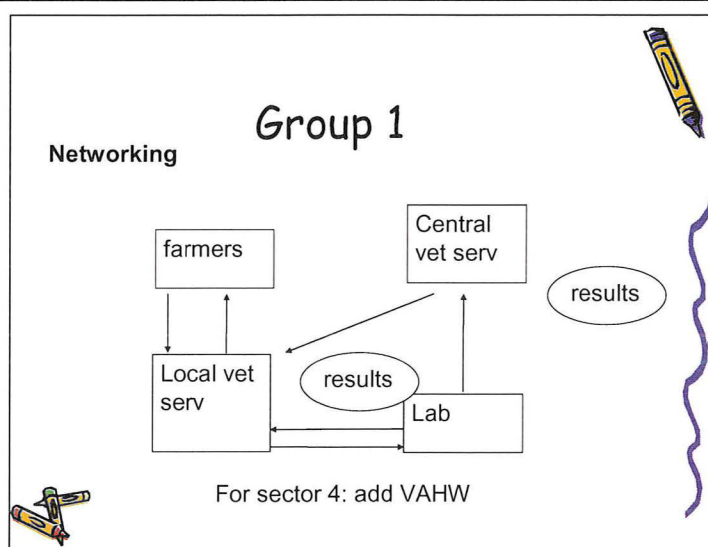 Group 1
Networking
farmers
Central
vet serv
results
Local vet
serv
results
Lab
For sector 4: add VAHW